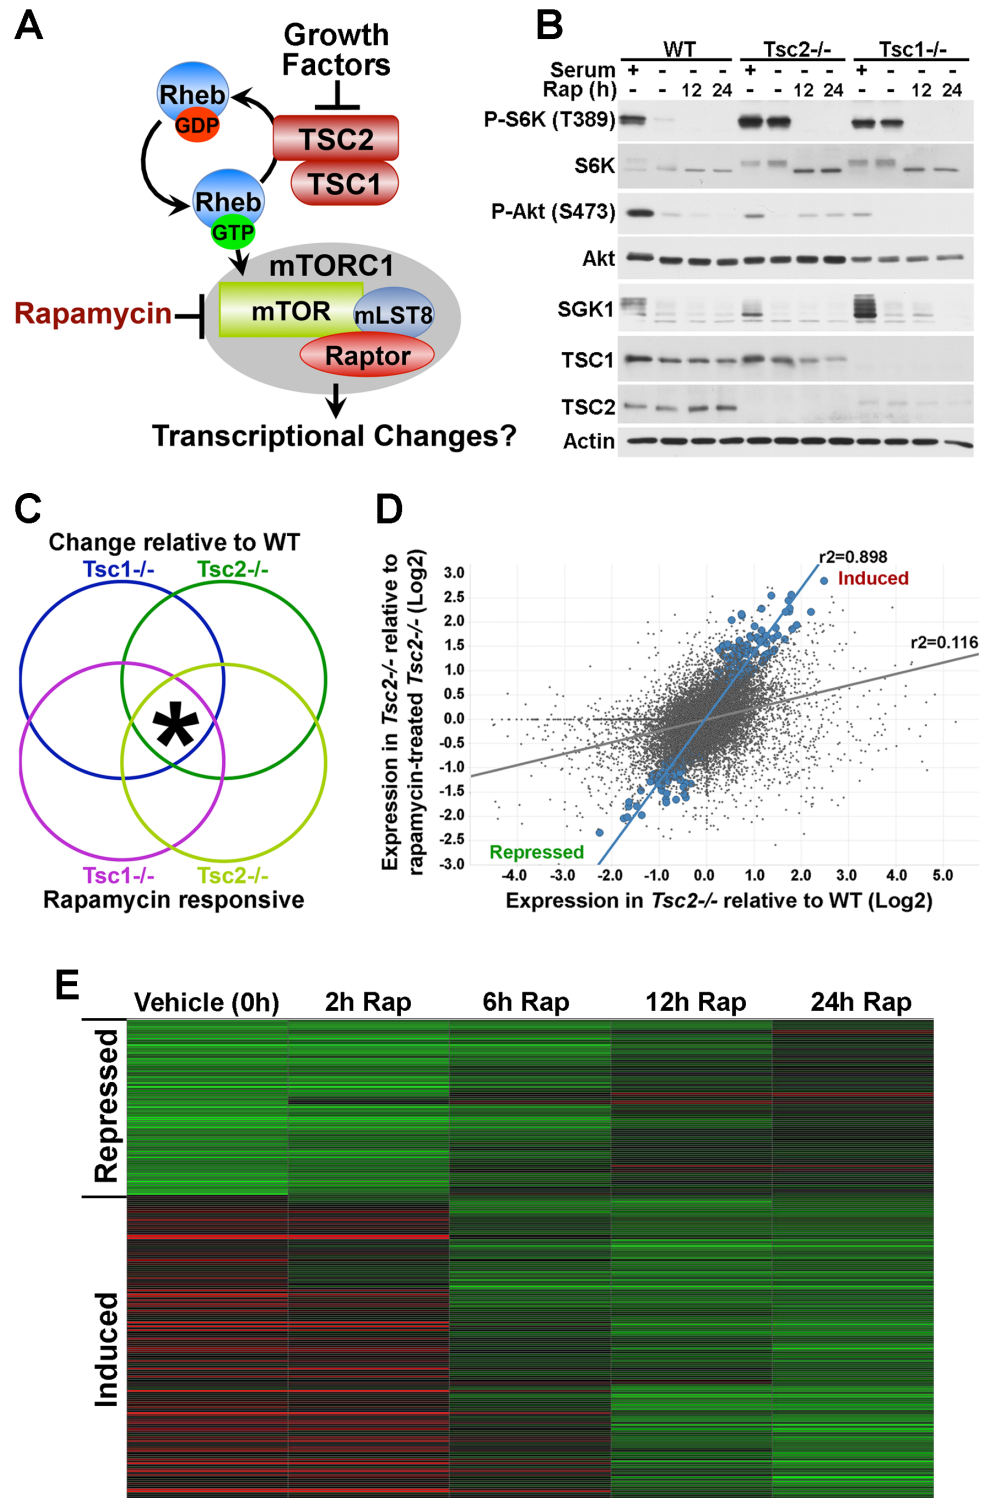 A
Growth
Factors
Rheb
GDP
TSC2
TSC1
Rheb
GTP
mTORC1
mTOR
mLST8
Raptor
Rapamycin
Transcriptional Changes?
B
WT Tsc2-/- Tsc1-/-
Serum + - - - + - - - + - - -
Rap (h) - - 12 24 - - 12 24 - - 12 24
P-S6K (T389)
S6K
P-Akt (S473)
Akt
SGK1
TSC1
TSC2
Actin
C
Change relative to WT
Tsc1-/- Tsc2-/-
*
Tsc1-/- Tsc2-/-
Rapamycin responsive
D
Expression in Tsc2-/- relative to
rapamycin-treated Tsc2-/- (Log2)
3.0
2.5
2.0
1.5
1.0
0.5
0.0
-0.5
-1.0
-1.5
-2.0
-2.5
-3.0
r2=0.898
Induced
r2=0.116
Repressed
-4.0 -3.0 -2.0 -1.0 0.0 1.0 2.0 3.0 4.0 5.0
Expression in Tsc2-/- relative to WT (Log2)
E
Vehicle (0h) 2h Rap 6h Rap 12h Rap 24h Rap
Repressed
Induced